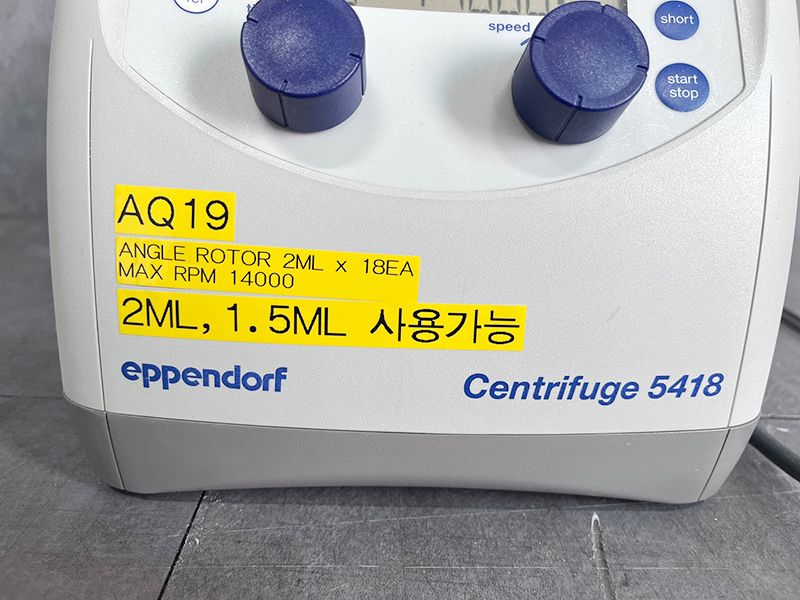 speed
short
start
stop
AQ19
ANGLE ROTOR 2ML x 18EA
MAX RPM 14000
2ML, 1.5ML 사용가능
eppendorf
Centrifuge 5418